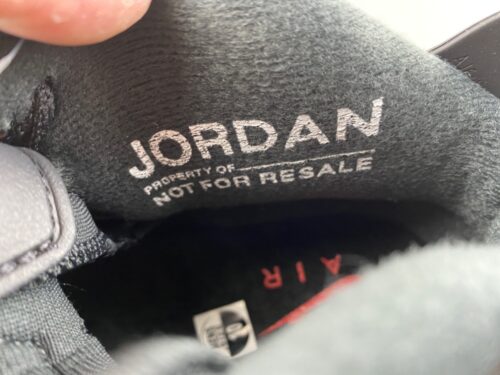 JORDAN
PROPERTY OF
NOT FOR RESALE
AIR